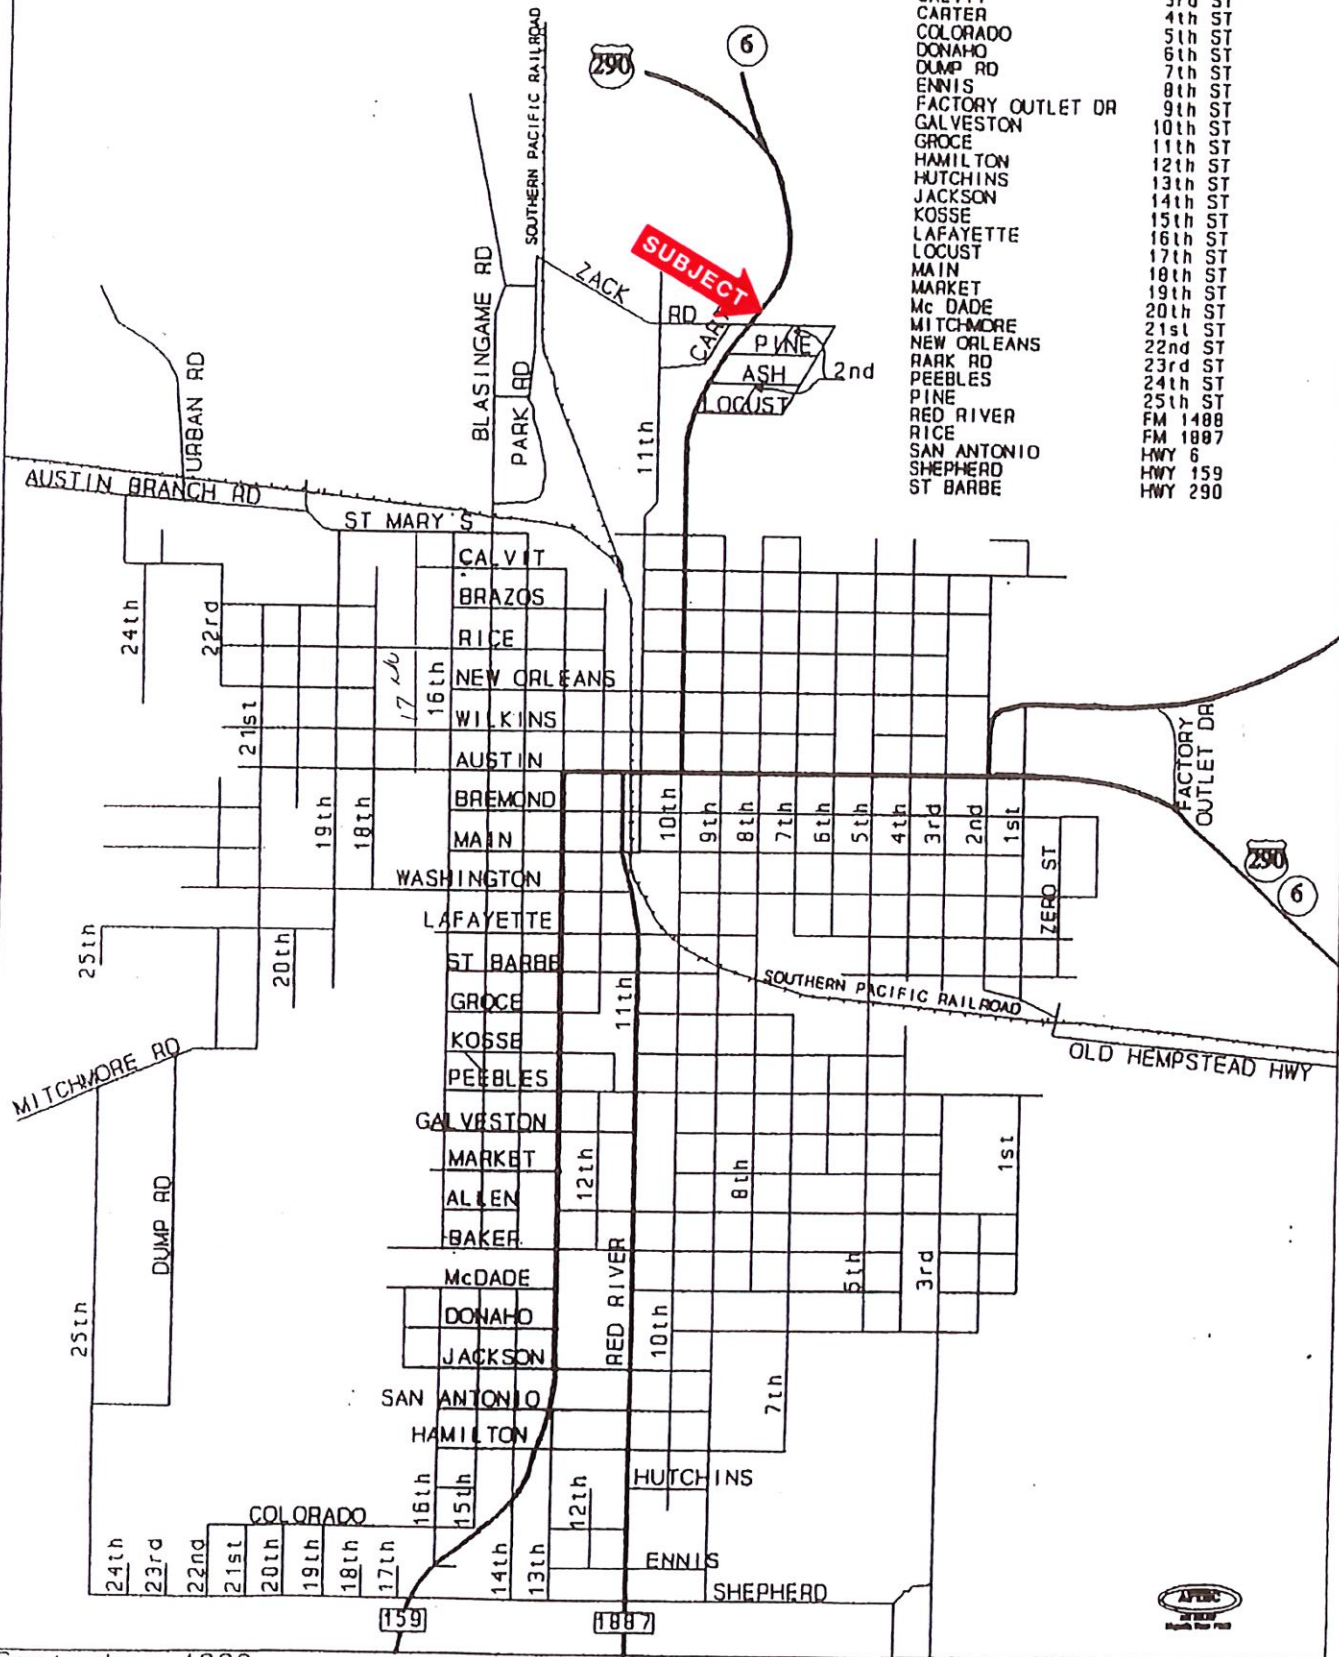 CARTER 4th ST
COLORADO 5th ST
DONAHO 6th ST
DUMP RD 7th ST
ENNIS 8th ST
FACTORY OUTLET DR 9th ST
GALVESTON 10th ST
GROCE 11th ST
HAMILTON 12th ST
HUTCHINS 13th ST
JACKSON 14th ST
KOSSE 15th ST
LAFAYETTE 16th ST
LOCUST 17th ST
MAIN 18th ST
MARKET 19th ST
Mc DADE 20th ST
MITCHMORE 21st ST
NEW ORLEANS 22nd ST
PARK RD 23rd ST
PEEBLES 24th ST
PINE 25th ST
RED RIVER FM 1488
RICE FM 1887
SAN ANTONIO HWY 6
SHEPHERD HWY 159
ST BARBE HWY 290
SOUTHERN PACIFIC RAILROAD
290
6
SUBJECT
ZACK
RD
PINE
ASH
LOCUST
2nd
BLASINGAME RD
PARK RD
URBAN RD
11th
AUSTIN BRANCH RD
ST MARY'S
CALVIT
BRAZOS
RICE
NEW ORLEANS
WILKINS
AUSTIN
BREMOND
MAIN
WASHINGTON
LAFAYETTE
ST BARBE
GROCE
KOSSE
PEEBLES
GALVESTON
MARKET
ALLEN
BAKER
McDADE
DONAHO
JACKSON
SAN ANTONIO
HAMILTON
24th
22rd
21st
17
16th
19th
18th
10th
9th
8th
7th
6th
5th
4th
3rd
2nd
1st
ZERO ST
FACTORY
OUTLET DR
290
6
25th
20th
11th
SOUTHERN PACIFIC RAILROAD
OLD HEMPSTEAD HWY
MITCHMORE RD
DUMP RD
25th
12th
8th
1st
RED RIVER
10th
5th
3rd
7th
HUTCHINS
16th
15th
12th
COLORADO
24th
23rd
22nd
21st
20th
19th
18th
17th
14th
13th
ENNIS
SHEPHERD
159
1887